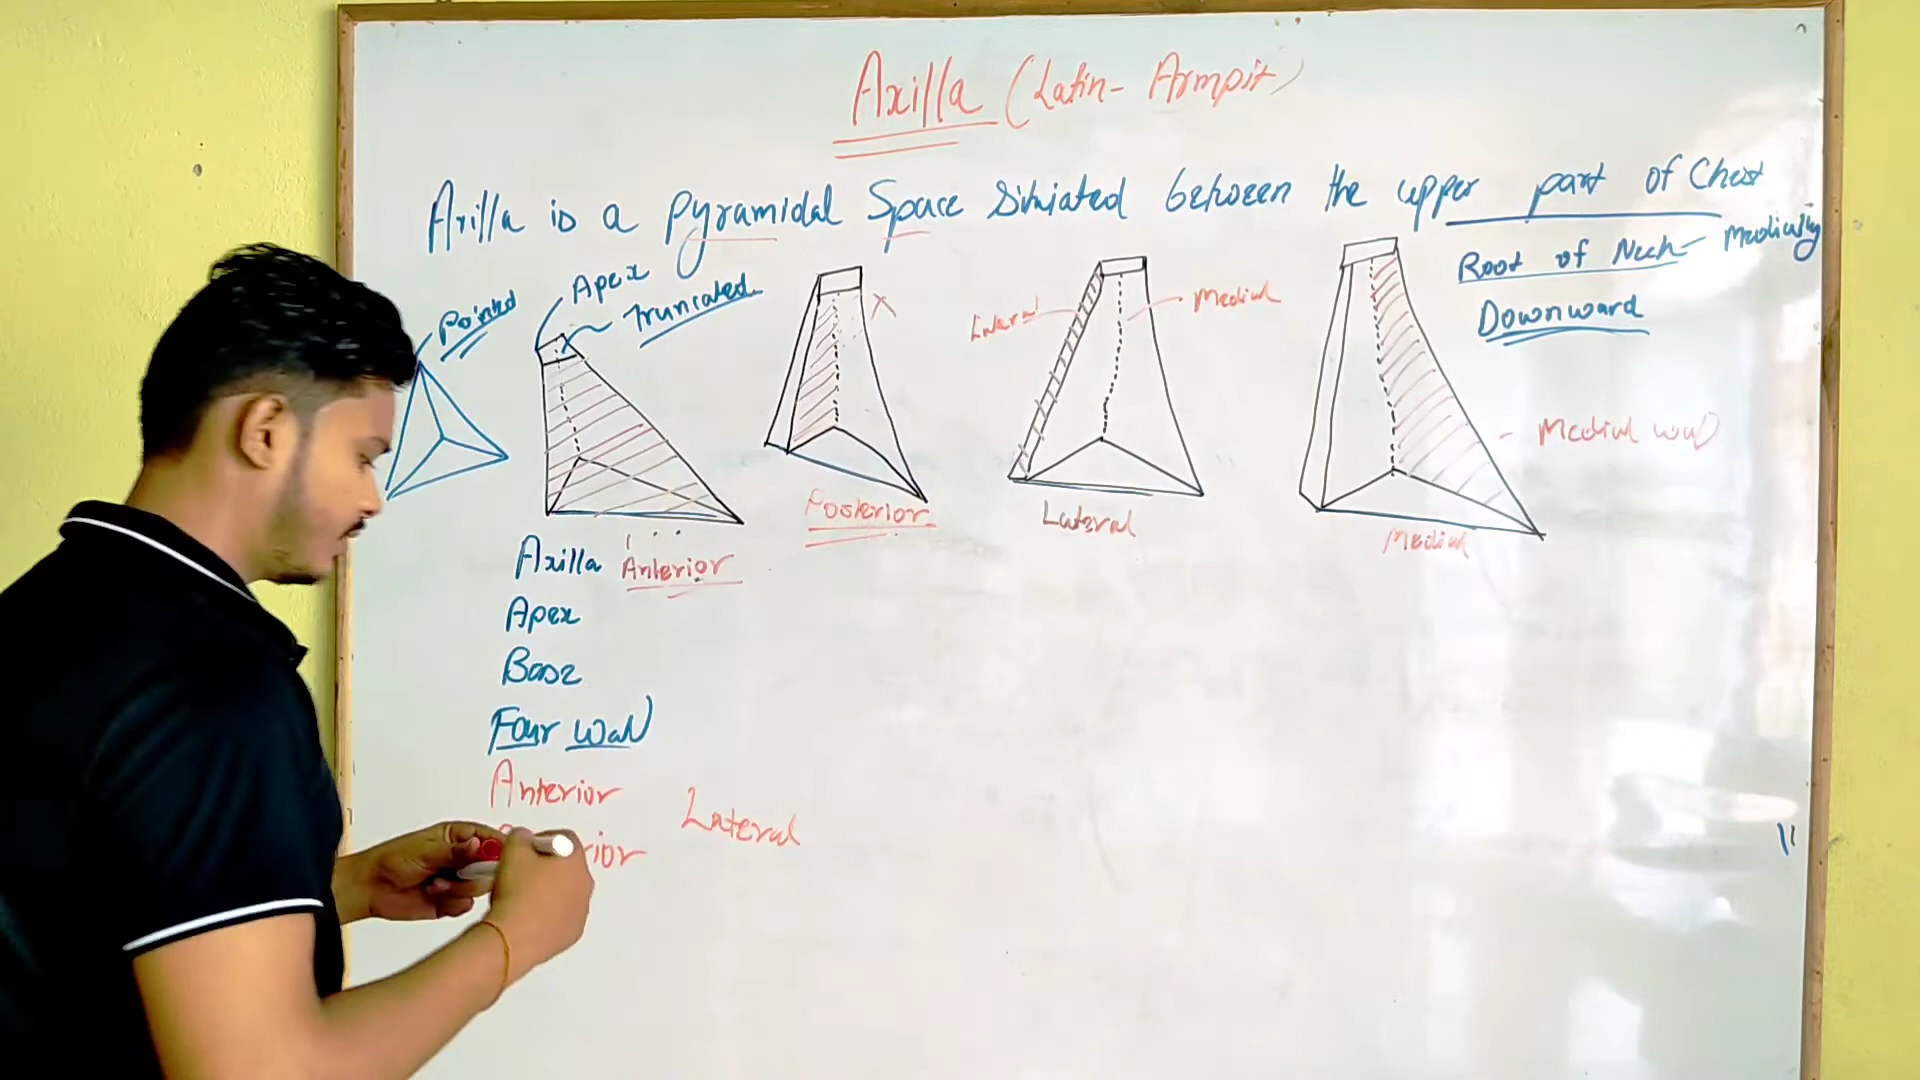 Axilla (Latin- Armpit)
Axilla is a Pyramidal Space Situated between the upper part of Chest
Root of Neck - Medially
Downward
Pointed
Apex
Truncated
X
Lateral
Medial
Medial wall
Posterior
Lateral
Medial
Axilla Anterior
Apex
Base
Four Wall
Anterior
Lateral
rior